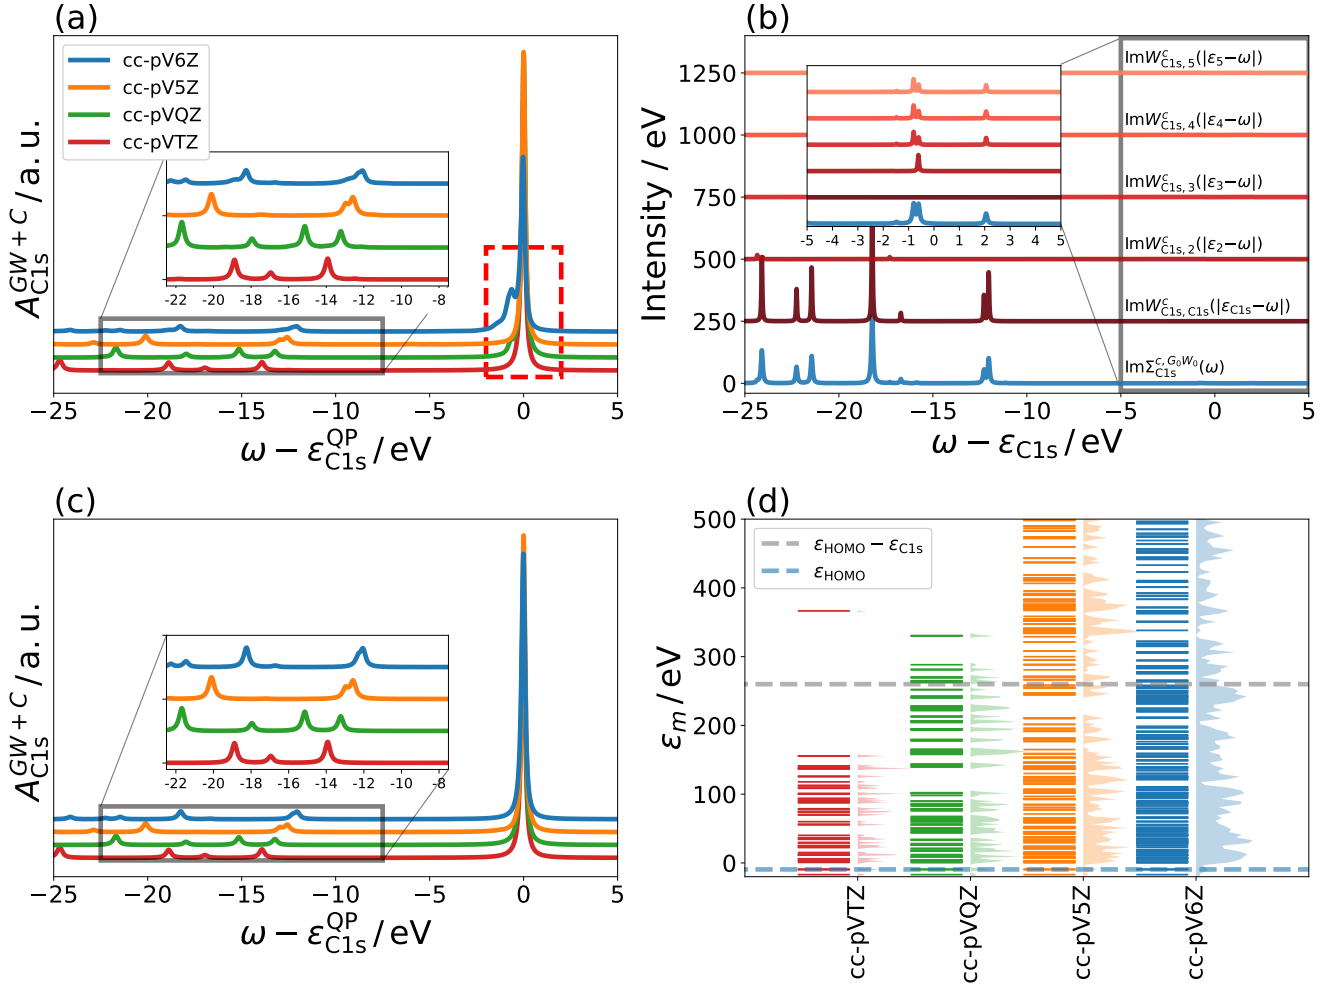 (a)
cc-pV6Z
cc-pV5Z
cc-pVQZ
cc-pVTZ
A_{C1s}^{GW+C} / a. u.
−22 −20 −18 −16 −14 −12 −10 −8
−25 −20 −15 −10 −5 0 5
ω − ε_{C1s}^{QP} / eV
(b)
Intensity / eV
1250
1000
750
500
250
0
ImW^c_{C1s, 5}(|ε_5−ω|)
ImW^c_{C1s, 4}(|ε_4−ω|)
ImW^c_{C1s, 3}(|ε_3−ω|)
ImW^c_{C1s, 2}(|ε_2−ω|)
ImW^c_{C1s, C1s}(|ε_{C1s}−ω|)
ImΣ_{C1s}^{c, G_0W_0}(ω)
-5 -4 -3 -2 -1 0 1 2 3 4 5
−25 −20 −15 −10 −5 0 5
ω − ε_{C1s} / eV
(c)
A_{C1s}^{GW+C} / a. u.
−22 −20 −18 −16 −14 −12 −10 −8
−25 −20 −15 −10 −5 0 5
ω − ε_{C1s}^{QP} / eV
(d)
ε_m / eV
500
400
300
200
100
0
ε_{HOMO} − ε_{C1s}
ε_{HOMO}
cc-pVTZ
cc-pVQZ
cc-pV5Z
cc-pV6Z